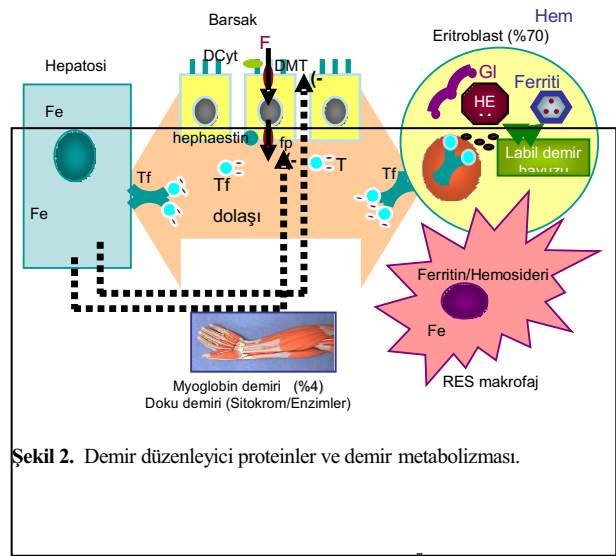 Barsak
Hepatosi
DCyt
F
DMT
(-
Eritroblast (%70)
Hem
Gl
HE
Ferriti
Fe
hephaestin
fp
(-
Labil demir
havuzu
Tf
Tf
T
Tf
dolaşı
Fe
Ferritin/Hemosideri
Fe
Myoglobin demiri (%4)
Doku demiri (Sitokrom/Enzimler)
RES makrofaj
Şekil 2. Demir düzenleyici proteinler ve demir metabolizması.